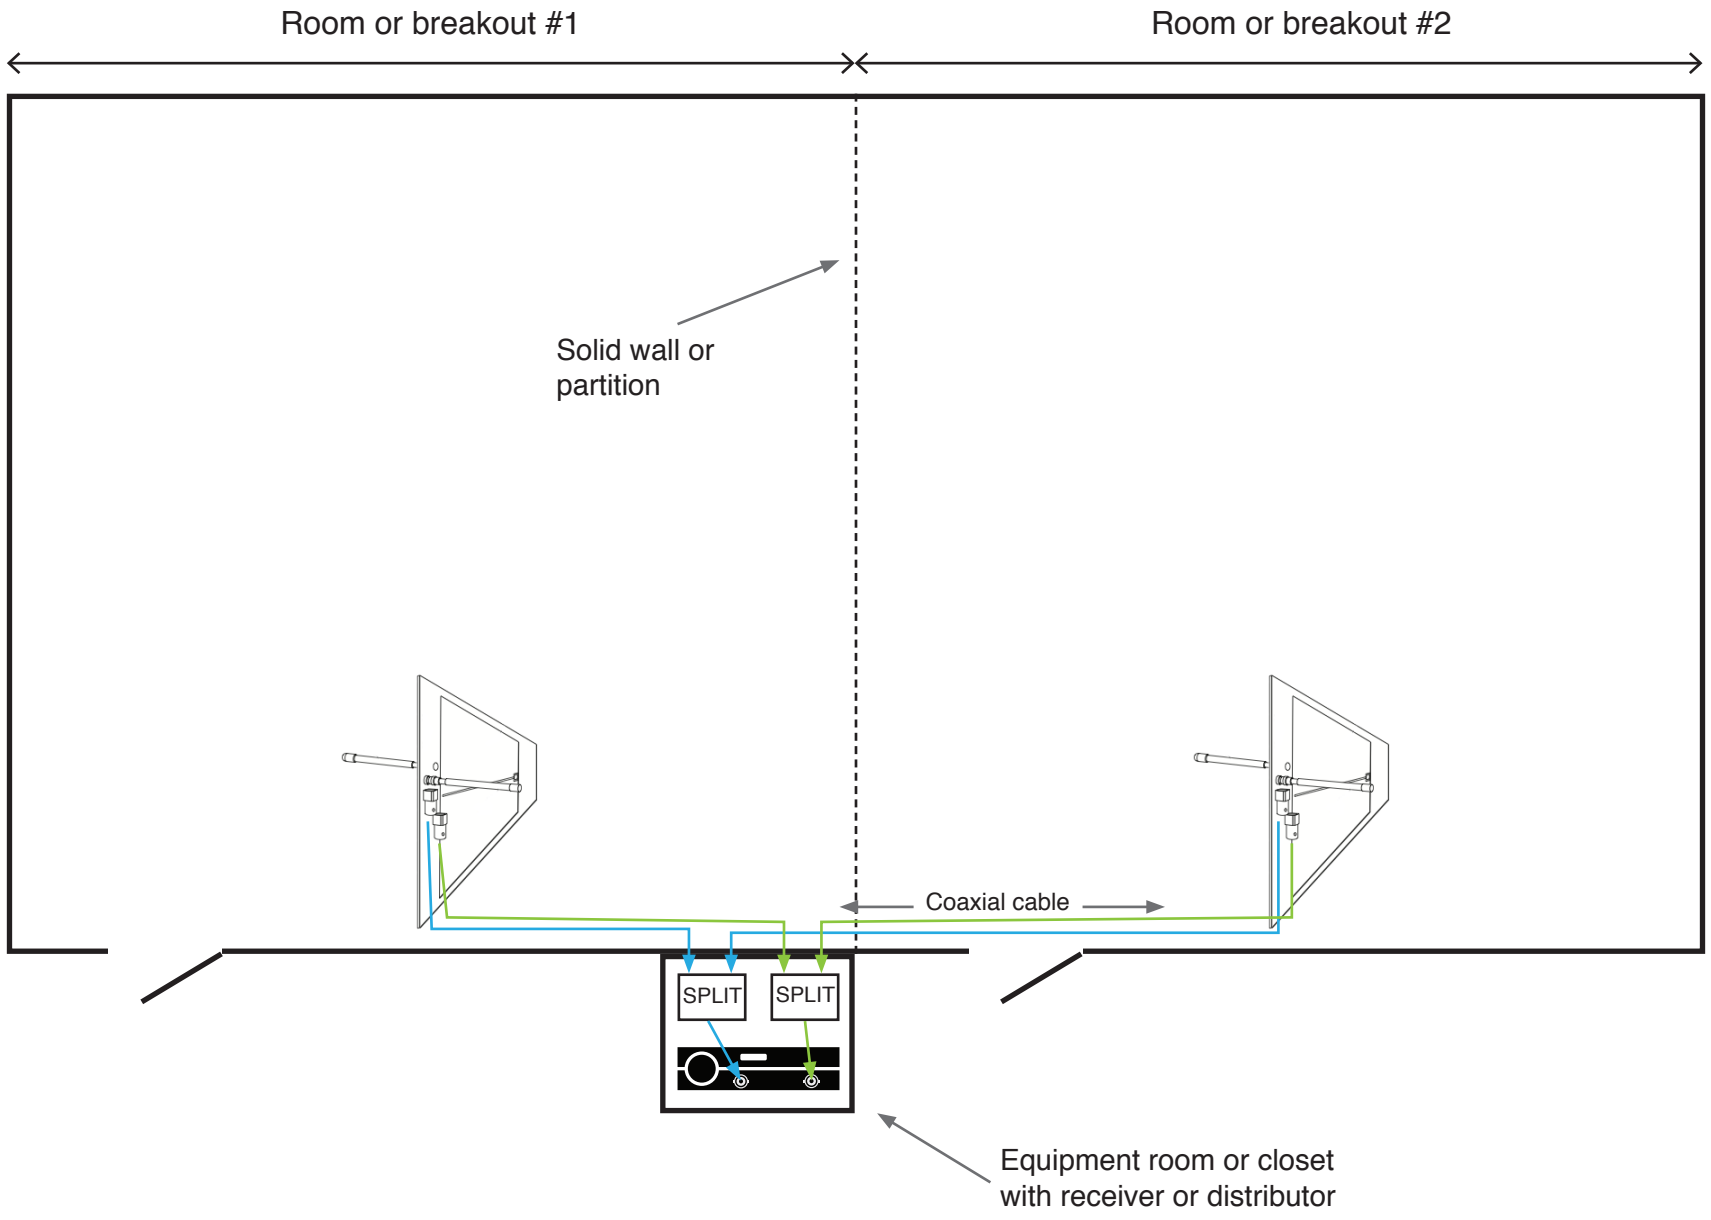 Room or breakout #1
Room or breakout #2
Solid wall or
partition
Coaxial cable
SPLIT
SPLIT
Equipment room or closet
with receiver or distributor